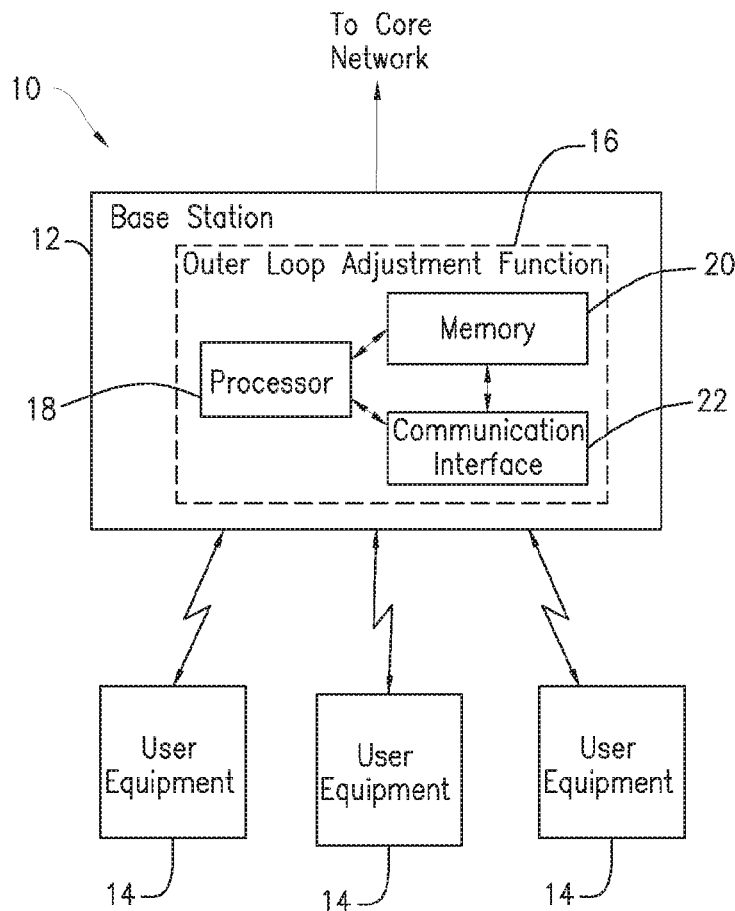 To Core
Network
10
16
12
Base Station
Outer Loop Adjustment Function
20
Memory
Processor
18
22
Communication
Interface
User
Equipment
User
Equipment
User
Equipment
14
14
14